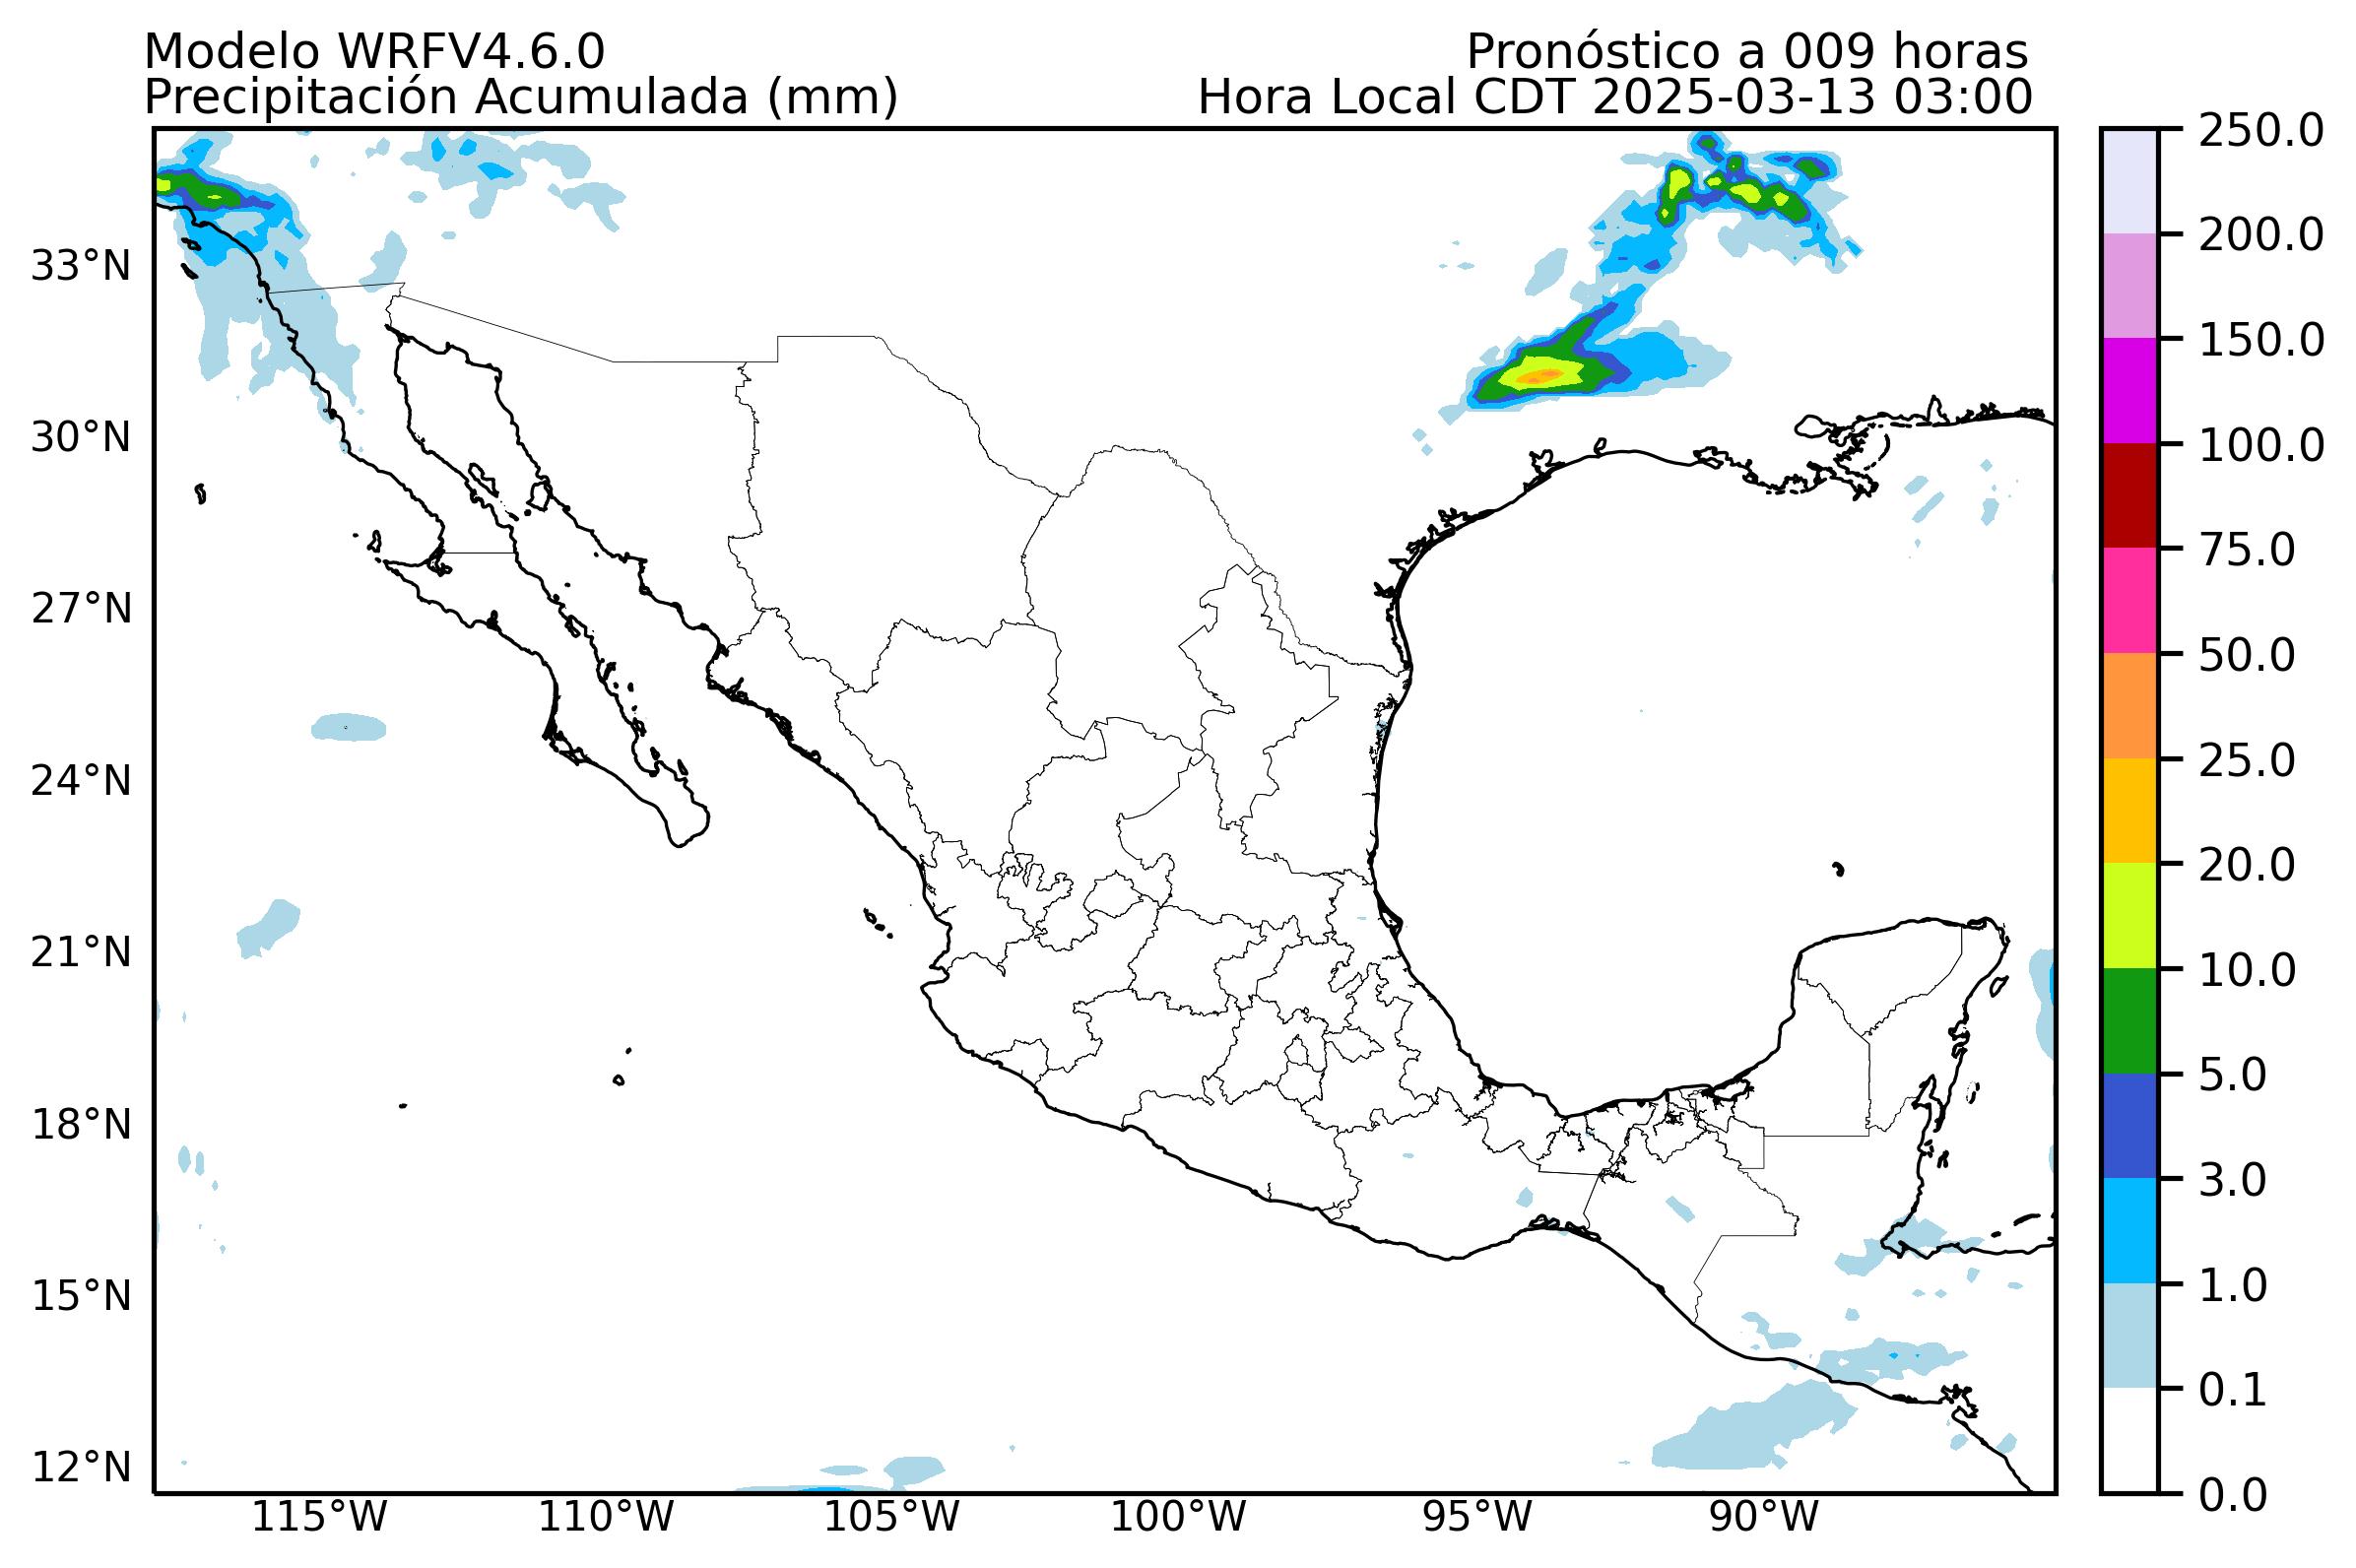 Modelo WRFV4.6.0
Pronóstico a 009 horas
Precipitación Acumulada (mm)
Hora Local CDT 2025-03-13 03:00
33°N
30°N
27°N
24°N
21°N
18°N
15°N
12°N
115°W
110°W
105°W
100°W
95°W
90°W
250.0
200.0
150.0
100.0
75.0
50.0
25.0
20.0
10.0
5.0
3.0
1.0
0.1
0.0